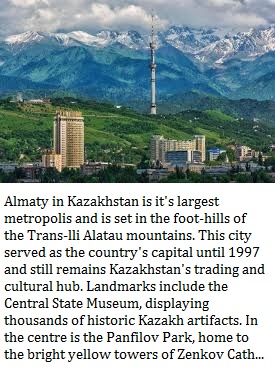 Almaty in Kazakhstan is it's largest
metropolis and is set in the foot-hills of
the Trans-lli Alatau mountains. This city
served as the country's capital until 1997
and still remains Kazakhstan's trading and
cultural hub. Landmarks include the
Central State Museum, displaying
thousands of historic Kazakh artifacts. In
the centre is the Panfilov Park, home to
the bright yellow towers of Zenkov Cath...